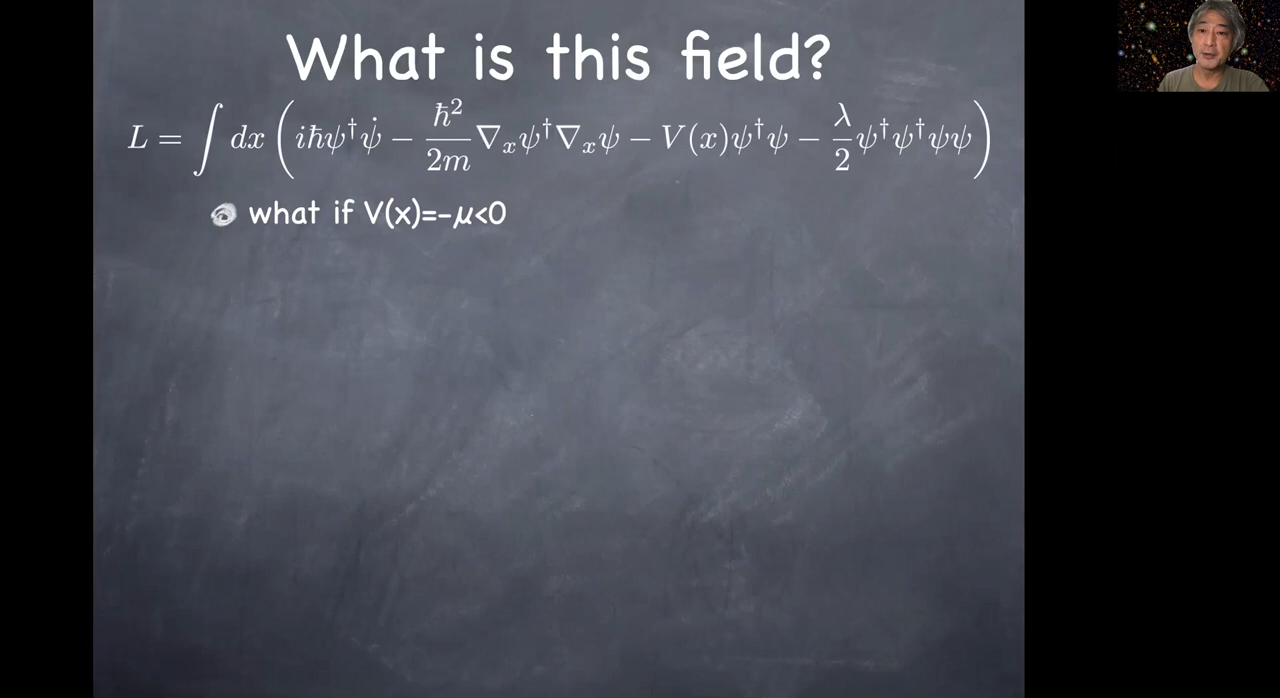 What is this field?
L = ∫ dx ( iħψ†ψ̇ − ħ²/2m ∇ₓψ†∇ₓψ − V(x)ψ†ψ − λ/2 ψ†ψ†ψψ )
what if V(x)=-μ<0